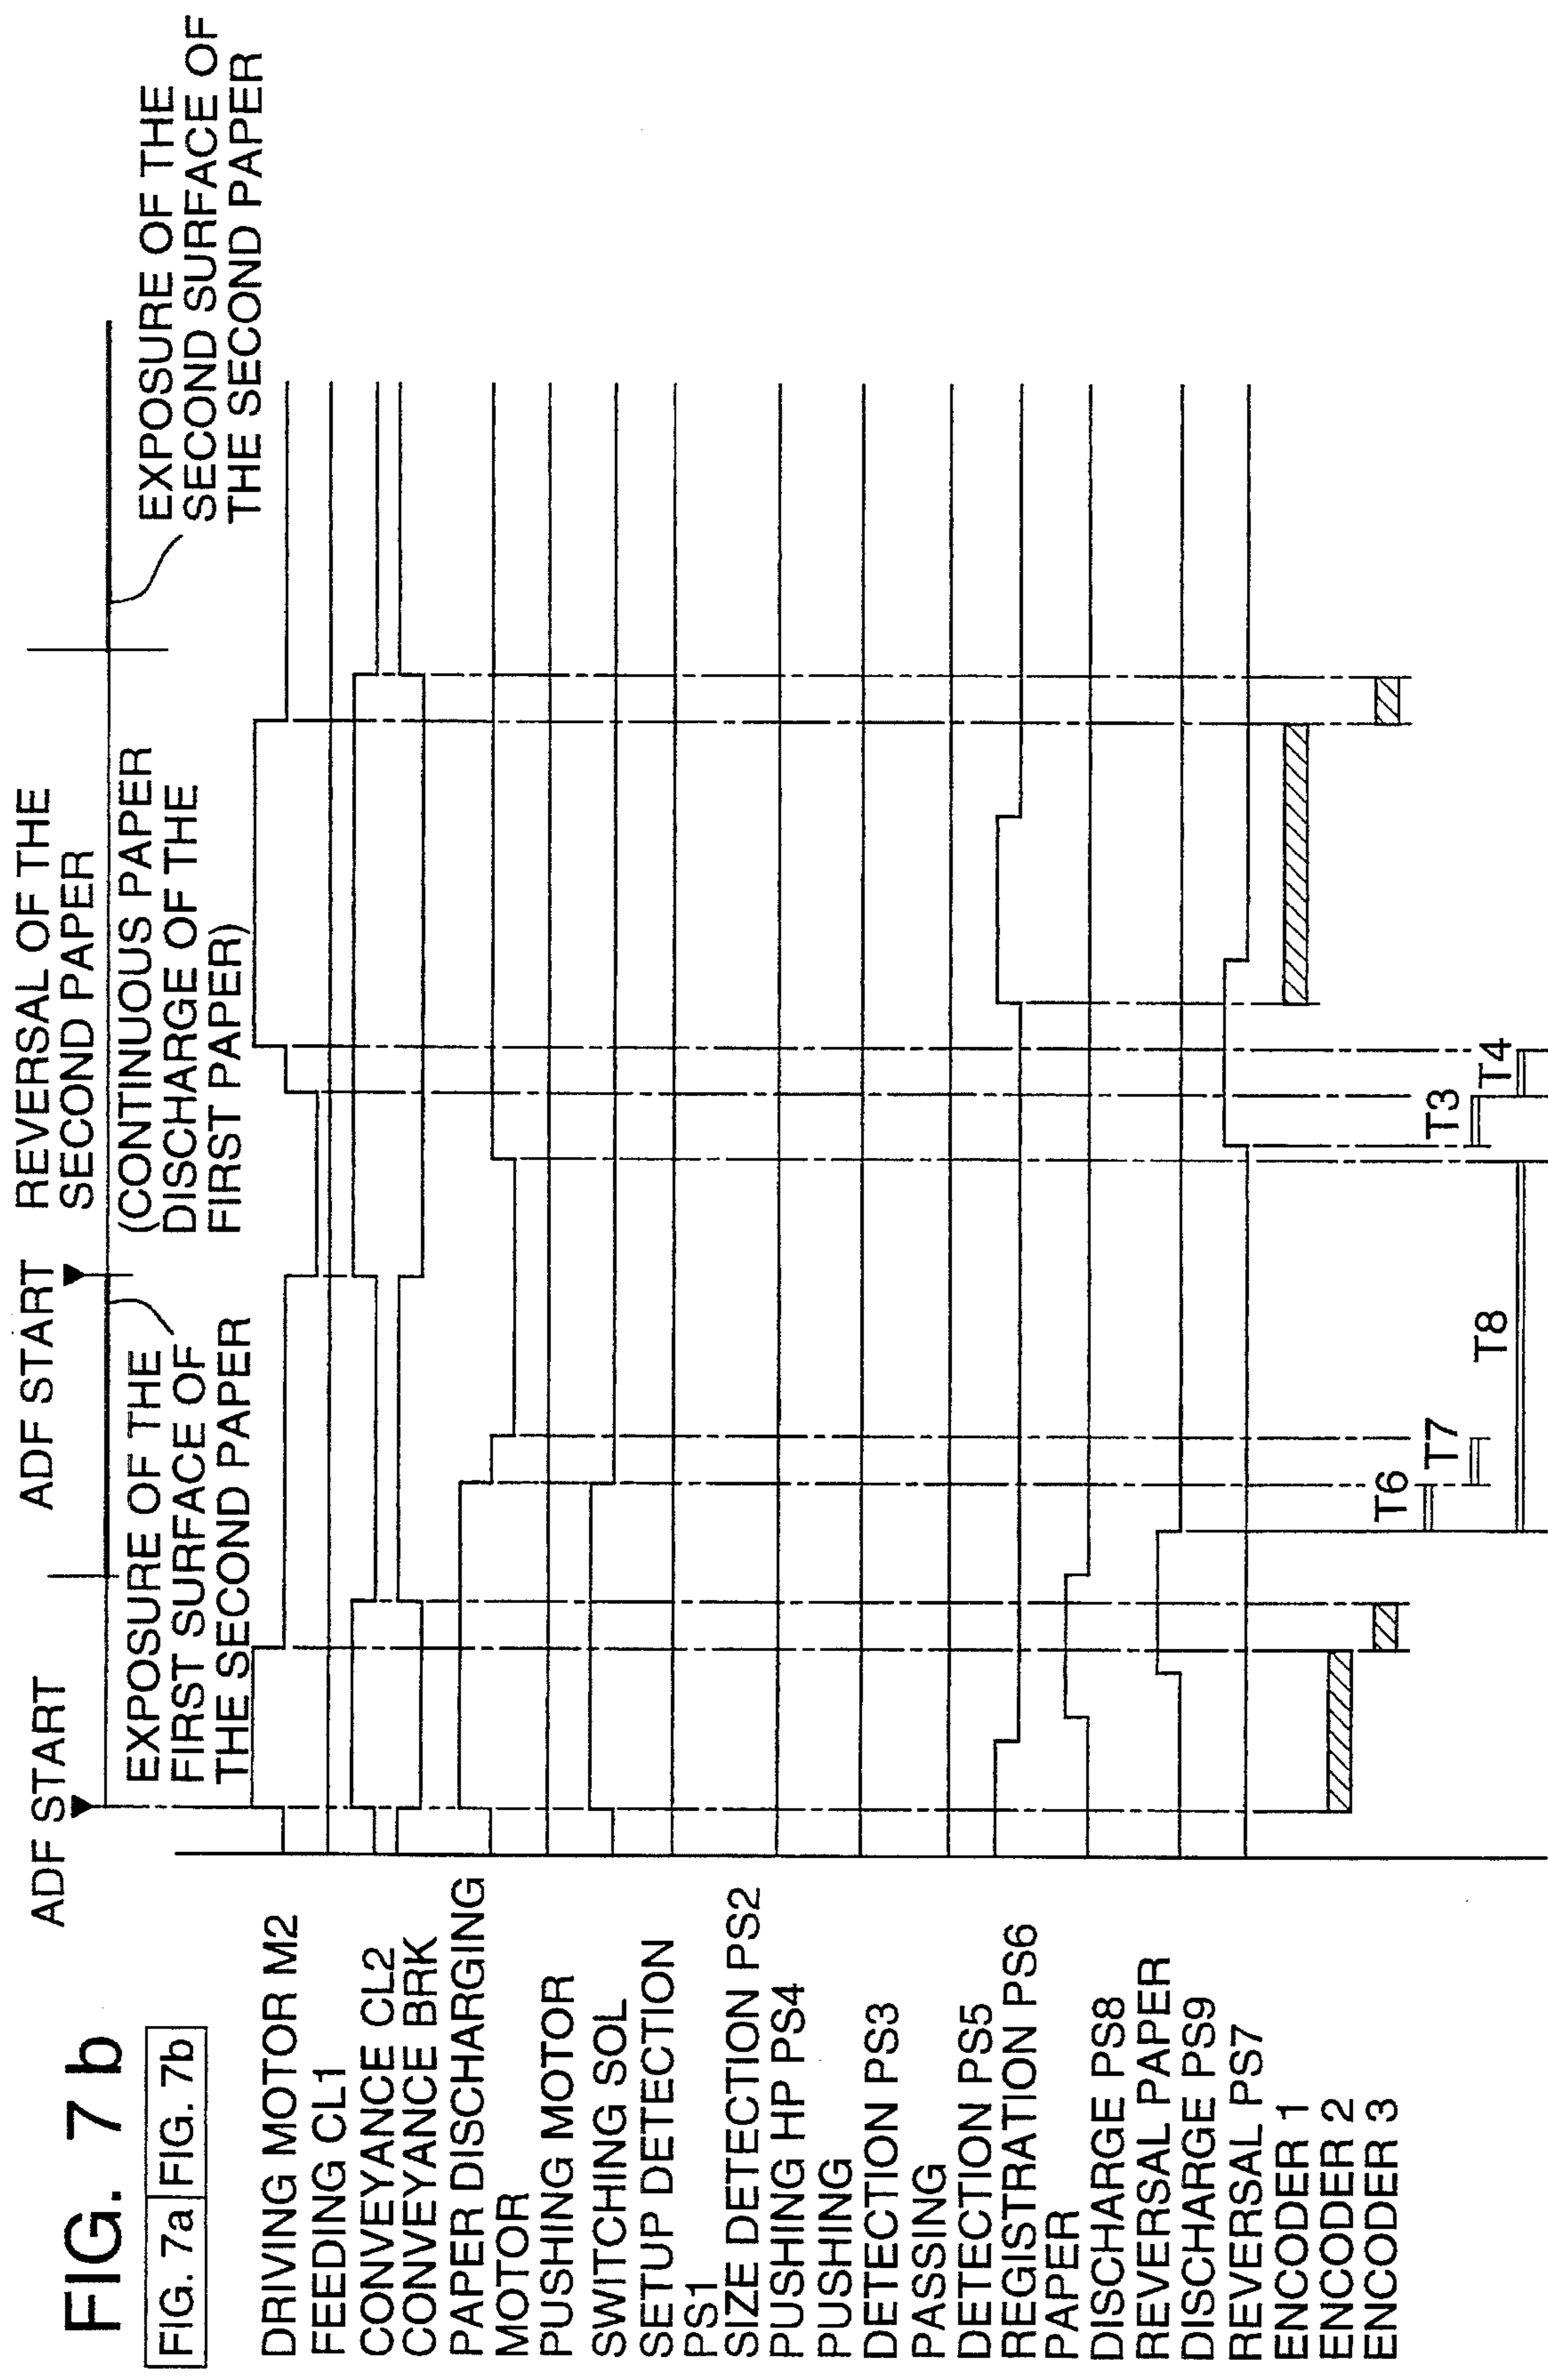 FIG. 7b
FIG. 7a FIG. 7b
ADF START
ADF START
REVERSAL OF THE
SECOND PAPER
(CONTINUOUS PAPER
DISCHARGE OF THE
FIRST PAPER)
EXPOSURE OF THE
FIRST SURFACE OF
THE SECOND PAPER
EXPOSURE OF THE
SECOND SURFACE OF
THE SECOND PAPER
DRIVING MOTOR M2
FEEDING CL1
CONVEYANCE CL2
CONVEYANCE BRK
PAPER DISCHARGING
MOTOR
PUSHING MOTOR
SWITCHING SOL
SETUP DETECTION
PS1
SIZE DETECTION PS2
PUSHING HP PS4
PUSHING
DETECTION PS3
PASSING
DETECTION PS5
REGISTRATION PS6
PAPER
DISCHARGE PS8
REVERSAL PAPER
DISCHARGE PS9
REVERSAL PS7
ENCODER 1
ENCODER 2
ENCODER 3
T6
T7
T8
T3
T4